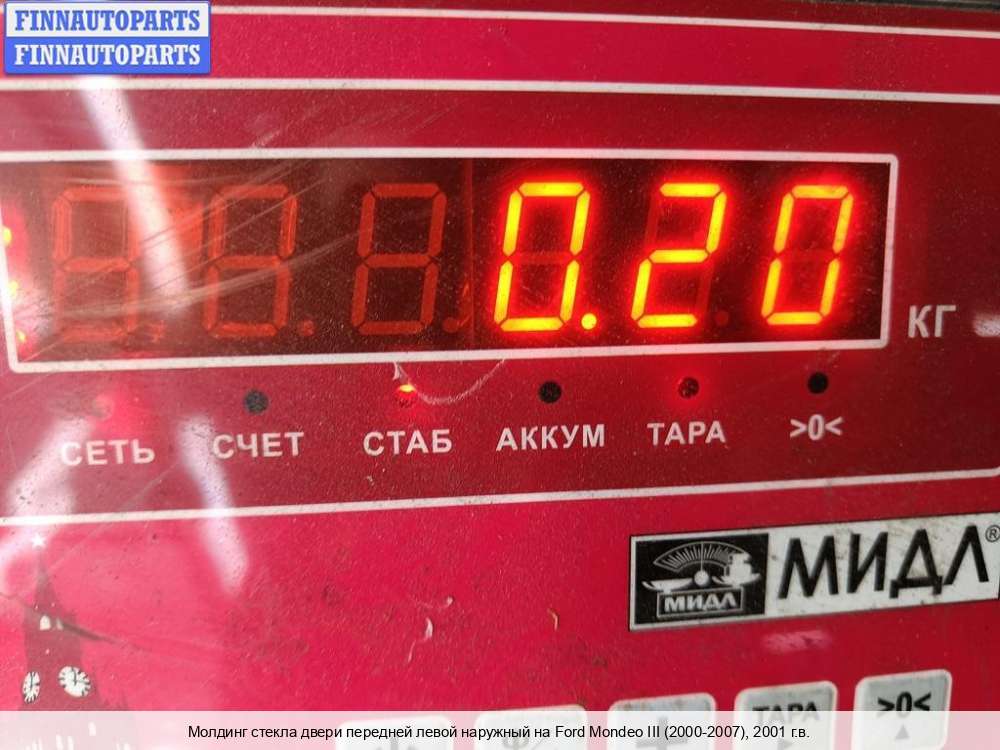 FINNAUTOPARTS
FINNAUTOPARTS
0.20
КГ
СЕТЬ СЧЕТ СТАБ АККУМ ТАРА >0<
МИДЛ МИДЛ®
ТАРА >0<
Молдинг стекла двери передней левой наружный на Ford Mondeo III (2000-2007), 2001 г.в.